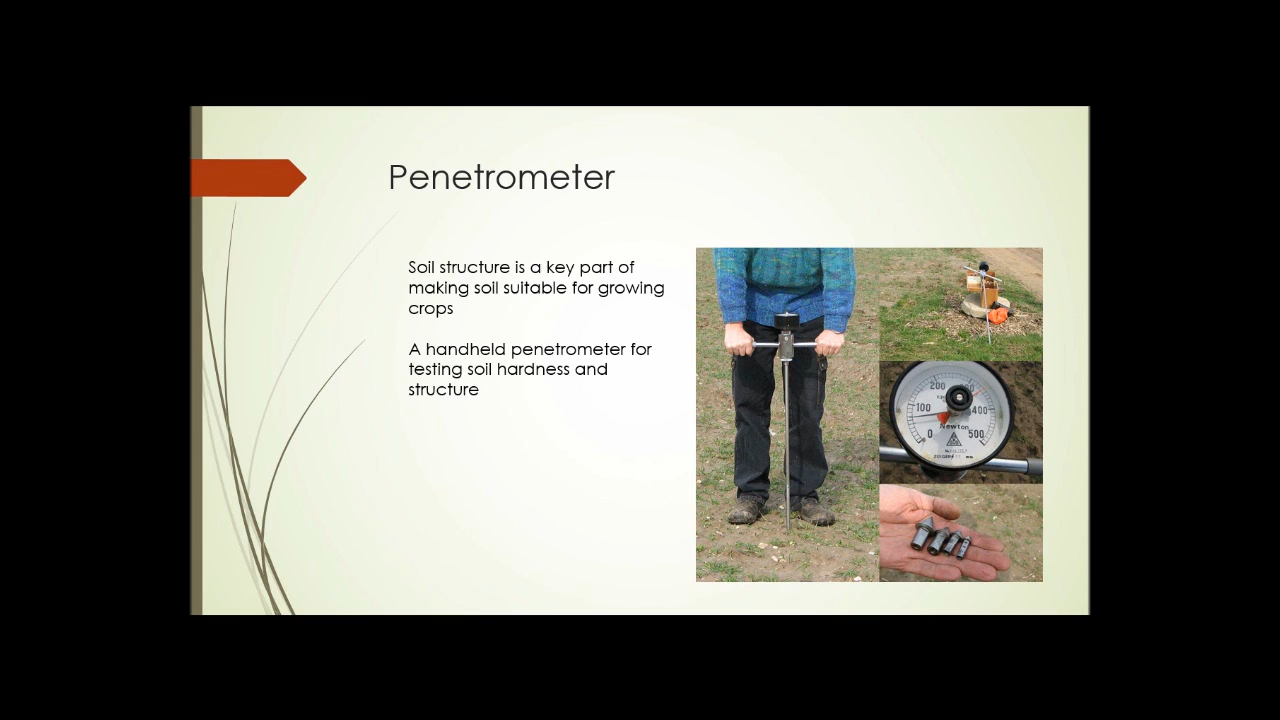 Penetrometer
Soil structure is a key part of
making soil suitable for growing
crops
A handheld penetrometer for
testing soil hardness and
structure
200
100
400
Newton
0
500